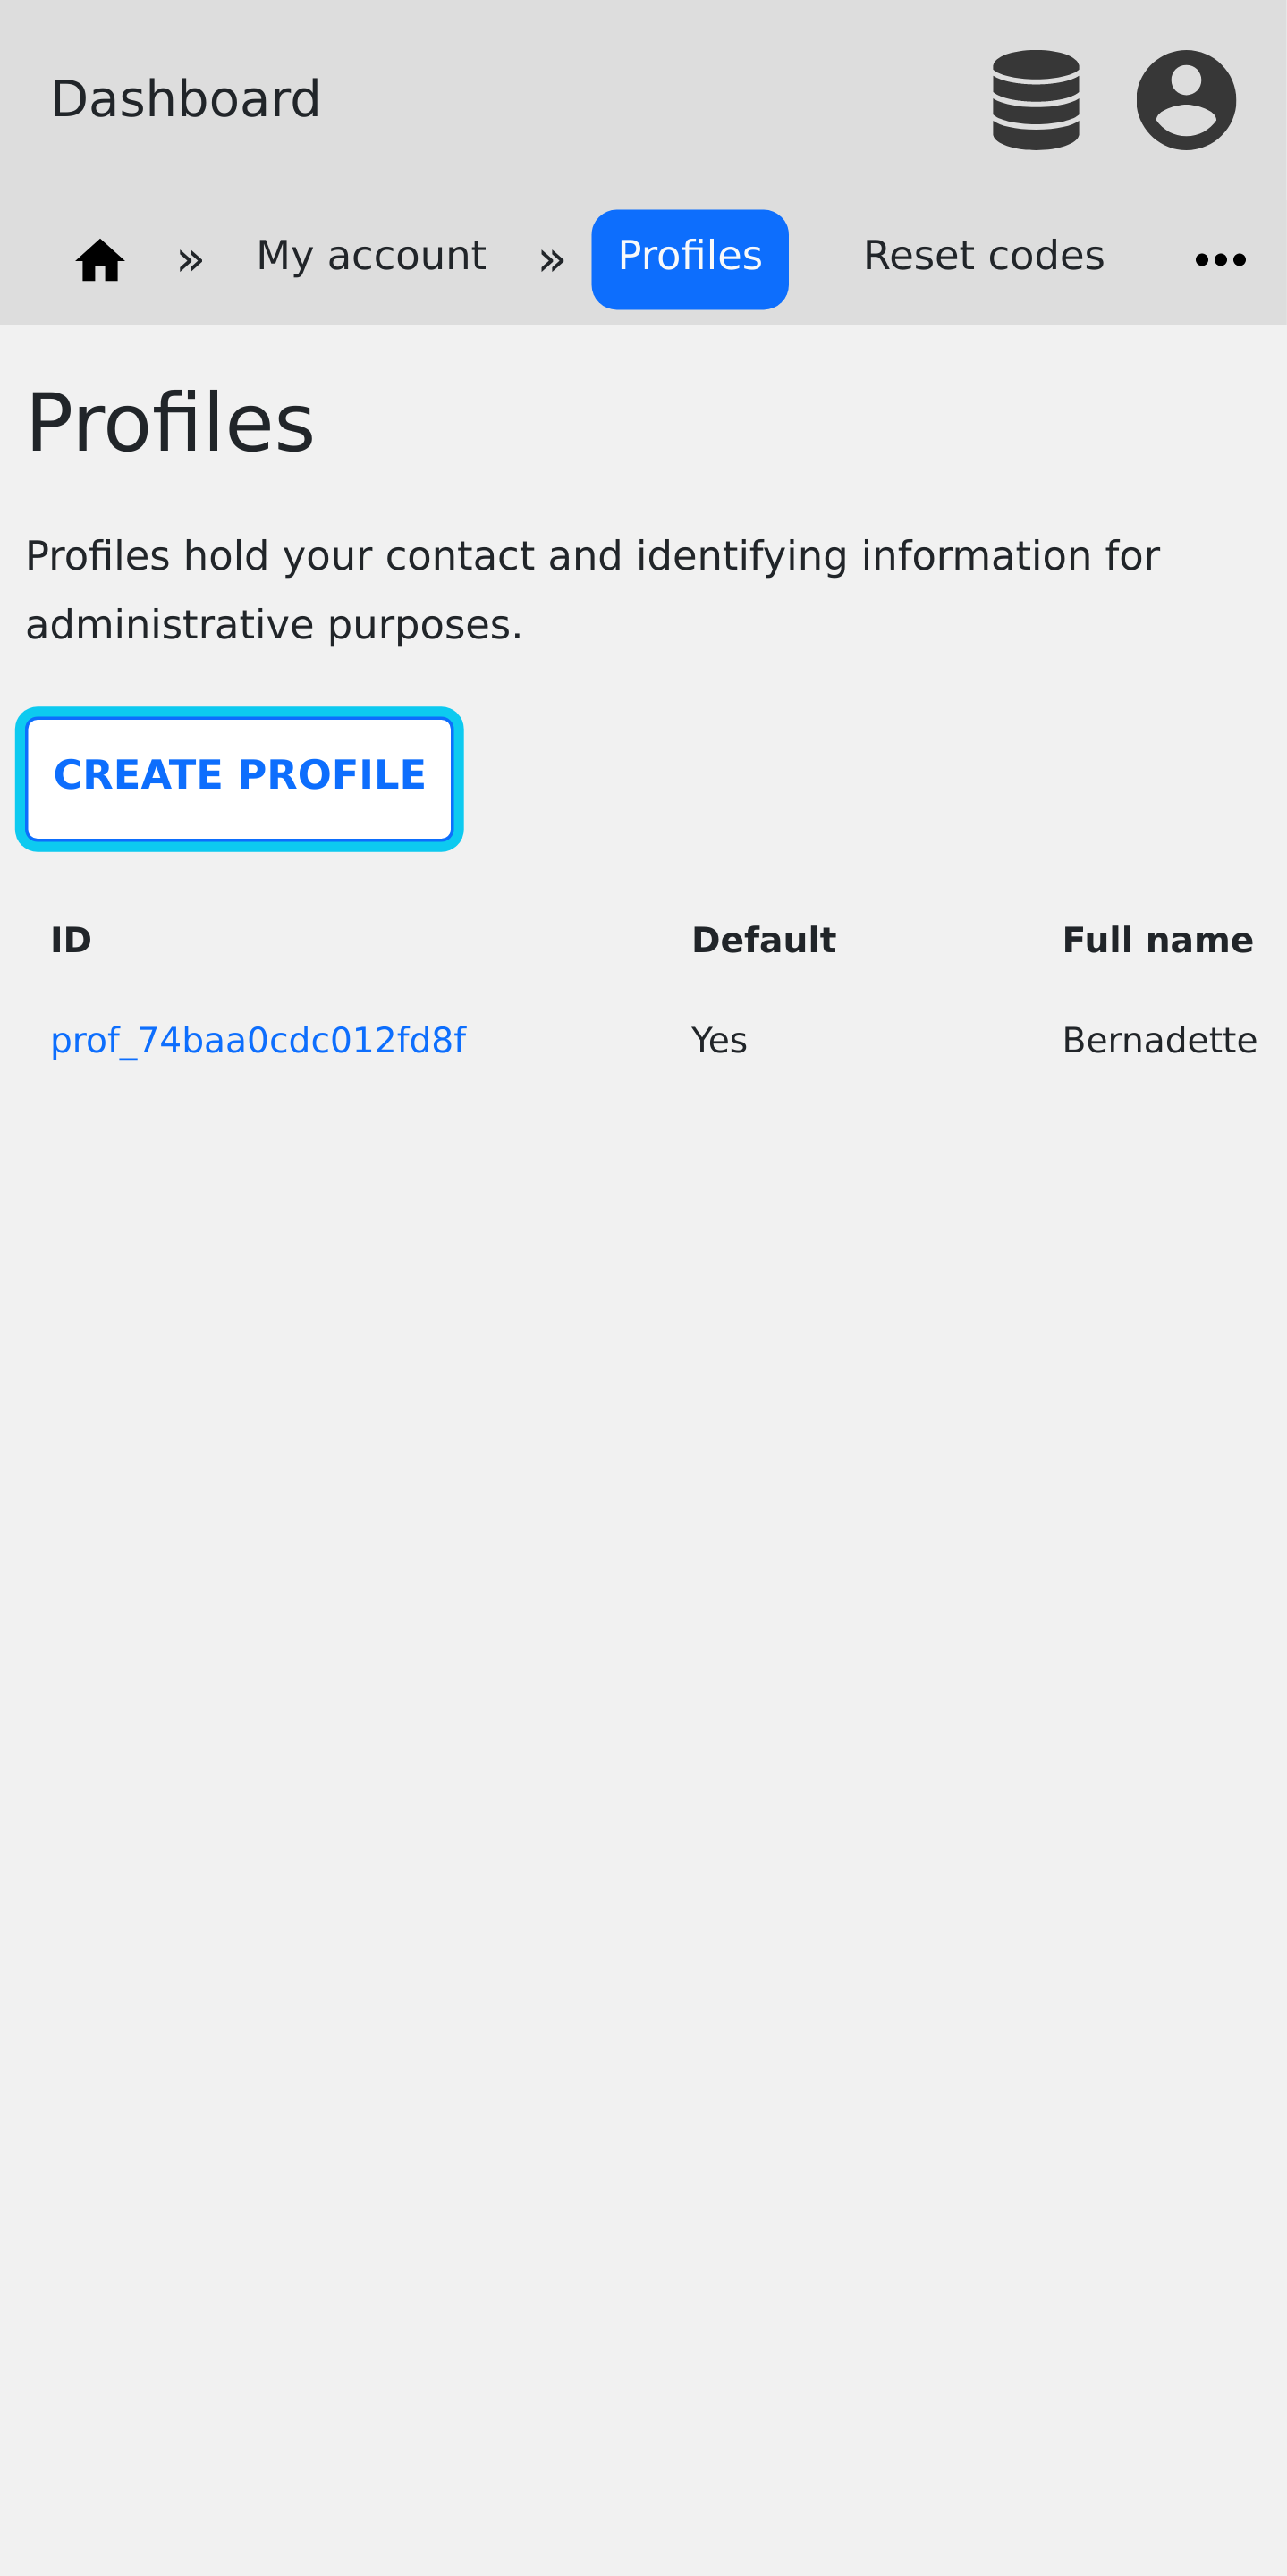 Dashboard
» My account » Profiles Reset codes •••
Profiles
Profiles hold your contact and identifying information for
administrative purposes.
CREATE PROFILE
ID Default Full name
prof_74baa0cdc012fd8f Yes Bernadette